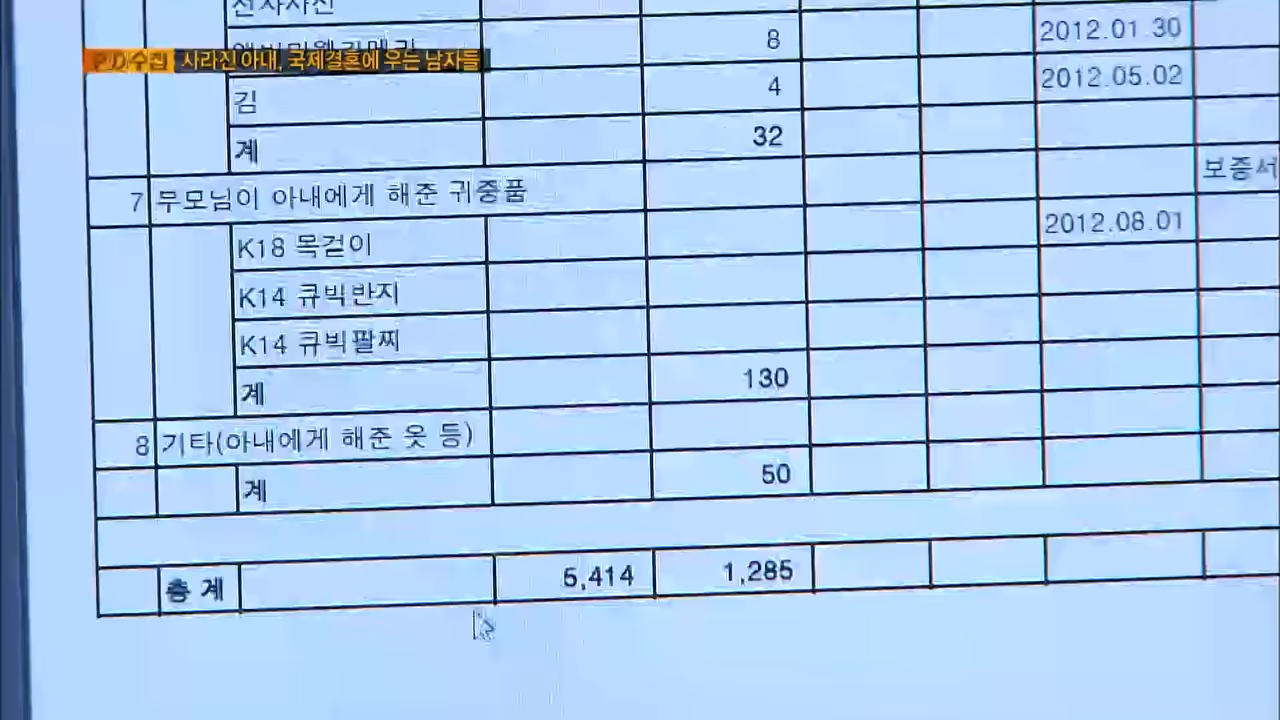 PD수첩 사라진 아내, 국제결혼에 우는 남자들
8 2012.01.30
김 4 2012.05.02
계 32
7 부모님이 아내에게 해준 귀중품 보증서
K18 목걸이 2012.08.01
K14 큐빅반지
K14 큐빅팔찌
계 130
8 기타(아내에게 해준 옷 등)
계 50
총 계 5,414 1,285